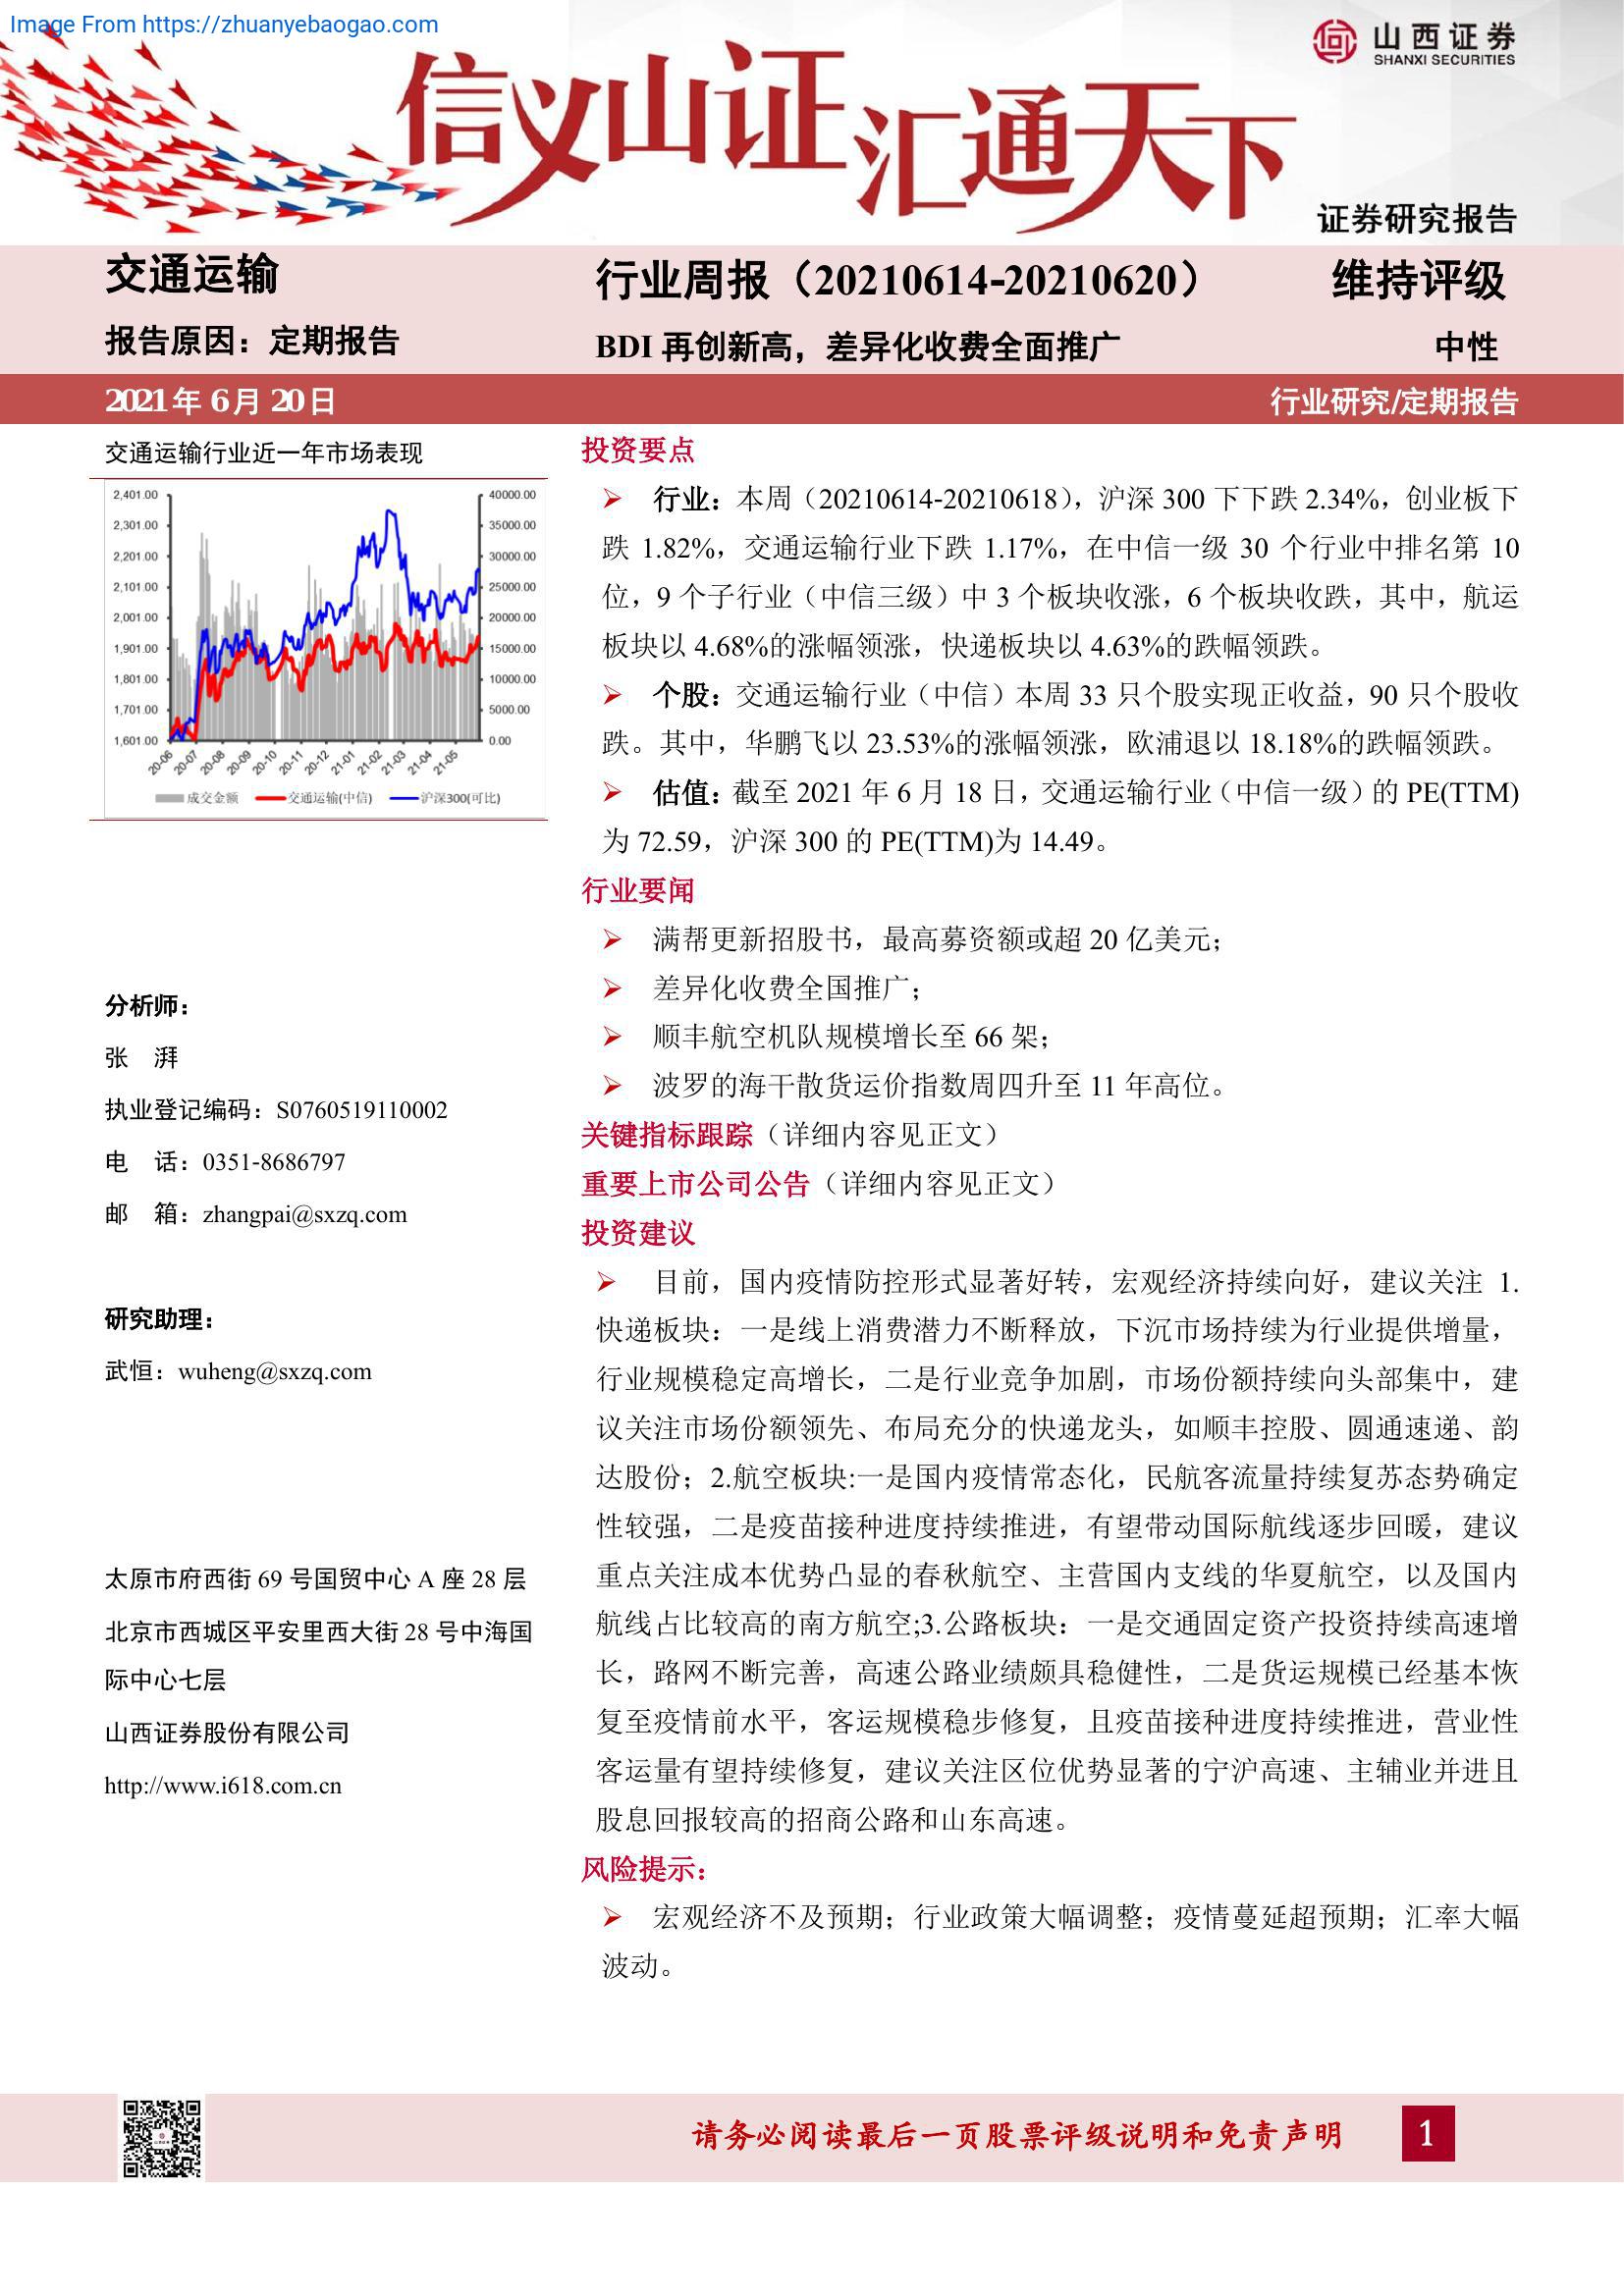 Image From https://zhuanyebaogao.com
山西证券
SHANXI SECURITIES
信义山证汇通天下
证券研究报告
交通运输
报告原因：定期报告
行业周报（20210614-20210620）
维持评级
BDI 再创新高，差异化收费全面推广
中性
2021 年 6 月 20 日
行业研究/定期报告
交通运输行业近一年市场表现
2,401.00
2,301.00
2,201.00
2,101.00
2,001.00
1,901.00
1,801.00
1,701.00
1,601.00
40000.00
35000.00
30000.00
25000.00
20000.00
15000.00
10000.00
5000.00
0.00
20-06 20-07 20-08 20-09 20-10 20-11 20-12 21-01 21-02 21-03 21-04 21-05
成交金额 交通运输(中信) 沪深300(可比)
分析师：
张 湃
执业登记编码：S0760519110002
电 话：0351-8686797
邮 箱：zhangpai@sxzq.com
研究助理：
武恒：wuheng@sxzq.com
太原市府西街 69 号国贸中心 A 座 28 层
北京市西城区平安里西大街 28 号中海国
际中心七层
山西证券股份有限公司
http://www.i618.com.cn
投资要点
➢ 行业：本周（20210614-20210618），沪深 300 下下跌 2.34%，创业板下
跌 1.82%，交通运输行业下跌 1.17%，在中信一级 30 个行业中排名第 10
位，9 个子行业（中信三级）中 3 个板块收涨，6 个板块收跌，其中，航运
板块以 4.68%的涨幅领涨，快递板块以 4.63%的跌幅领跌。
➢ 个股：交通运输行业（中信）本周 33 只个股实现正收益，90 只个股收
跌。其中，华鹏飞以 23.53%的涨幅领涨，欧浦退以 18.18%的跌幅领跌。
➢ 估值：截至 2021 年 6 月 18 日，交通运输行业（中信一级）的 PE(TTM)
为 72.59，沪深 300 的 PE(TTM)为 14.49。
行业要闻
➢ 满帮更新招股书，最高募资额或超 20 亿美元；
➢ 差异化收费全国推广；
➢ 顺丰航空机队规模增长至 66 架；
➢ 波罗的海干散货运价指数周四升至 11 年高位。
关键指标跟踪（详细内容见正文）
重要上市公司公告（详细内容见正文）
投资建议
➢ 目前，国内疫情防控形式显著好转，宏观经济持续向好，建议关注 1.
快递板块：一是线上消费潜力不断释放，下沉市场持续为行业提供增量，
行业规模稳定高增长，二是行业竞争加剧，市场份额持续向头部集中，建
议关注市场份额领先、布局充分的快递龙头，如顺丰控股、圆通速递、韵
达股份；2.航空板块:一是国内疫情常态化，民航客流量持续复苏态势确定
性较强，二是疫苗接种进度持续推进，有望带动国际航线逐步回暖，建议
重点关注成本优势凸显的春秋航空、主营国内支线的华夏航空，以及国内
航线占比较高的南方航空;3.公路板块：一是交通固定资产投资持续高速增
长，路网不断完善，高速公路业绩颇具稳健性，二是货运规模已经基本恢
复至疫情前水平，客运规模稳步修复，且疫苗接种进度持续推进，营业性
客运量有望持续修复，建议关注区位优势显著的宁沪高速、主辅业并进且
股息回报较高的招商公路和山东高速。
风险提示：
➢ 宏观经济不及预期；行业政策大幅调整；疫情蔓延超预期；汇率大幅
波动。
请务必阅读最后一页股票评级说明和免责声明
1